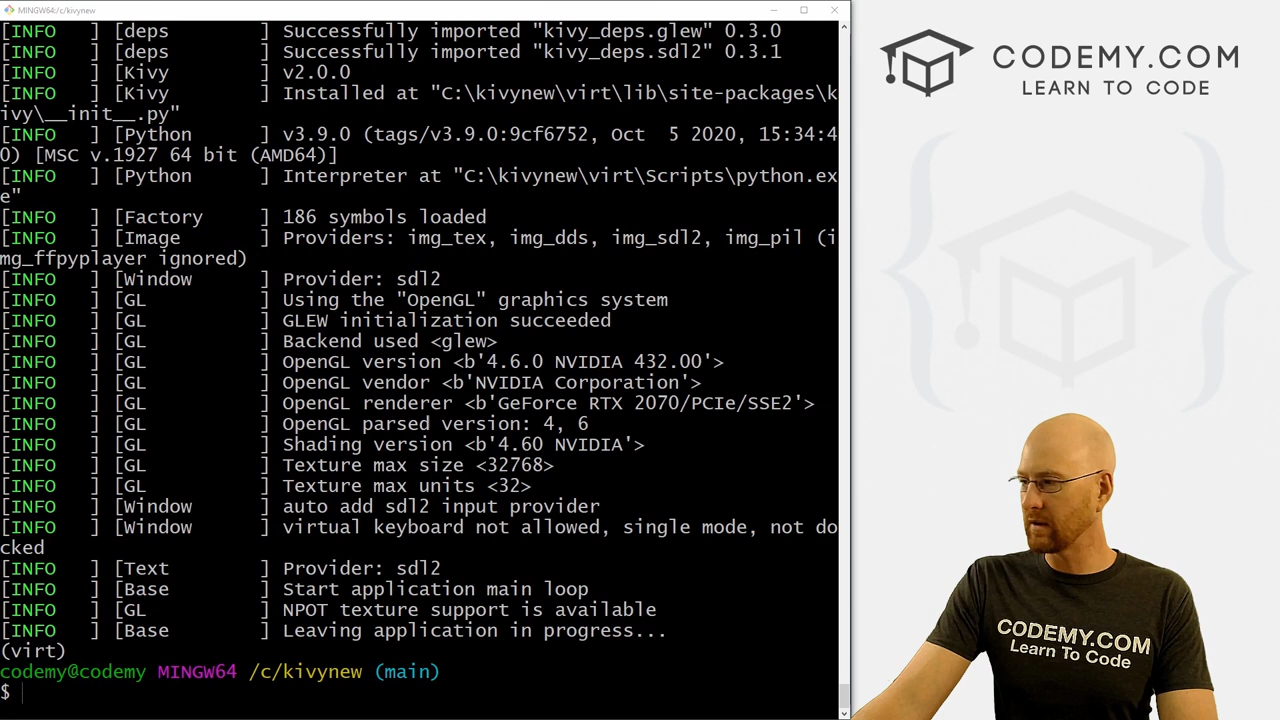 MINGW64:/c/kivynew
[INFO   ] [deps        ] Successfully imported "kivy_deps.glew" 0.3.0
[INFO   ] [deps        ] Successfully imported "kivy_deps.sdl2" 0.3.1
[INFO   ] [Kivy        ] v2.0.0
[INFO   ] [Kivy        ] Installed at "C:\kivynew\virt\lib\site-packages\k
ivy\__init__.py"
[INFO   ] [Python      ] v3.9.0 (tags/v3.9.0:9cf6752, Oct  5 2020, 15:34:4
0) [MSC v.1927 64 bit (AMD64)]
[INFO   ] [Python      ] Interpreter at "C:\kivynew\virt\Scripts\python.ex
e"
[INFO   ] [Factory     ] 186 symbols loaded
[INFO   ] [Image       ] Providers: img_tex, img_dds, img_sdl2, img_pil (i
mg_ffpyplayer ignored)
[INFO   ] [Window      ] Provider: sdl2
[INFO   ] [GL          ] Using the "OpenGL" graphics system
[INFO   ] [GL          ] GLEW initialization succeeded
[INFO   ] [GL          ] Backend used <glew>
[INFO   ] [GL          ] OpenGL version <b'4.6.0 NVIDIA 432.00'>
[INFO   ] [GL          ] OpenGL vendor <b'NVIDIA Corporation'>
[INFO   ] [GL          ] OpenGL renderer <b'GeForce RTX 2070/PCIe/SSE2'>
[INFO   ] [GL          ] OpenGL parsed version: 4, 6
[INFO   ] [GL          ] Shading version <b'4.60 NVIDIA'>
[INFO   ] [GL          ] Texture max size <32768>
[INFO   ] [GL          ] Texture max units <32>
[INFO   ] [Window      ] auto add sdl2 input provider
[INFO   ] [Window      ] virtual keyboard not allowed, single mode, not do
cked
[INFO   ] [Text        ] Provider: sdl2
[INFO   ] [Base        ] Start application main loop
[INFO   ] [GL          ] NPOT texture support is available
[INFO   ] [Base        ] Leaving application in progress...
(virt)
codemy@codemy MINGW64 /c/kivynew (main)
$
CODEMY.COM
LEARN TO CODE
CODEMY.COM
Learn To Code